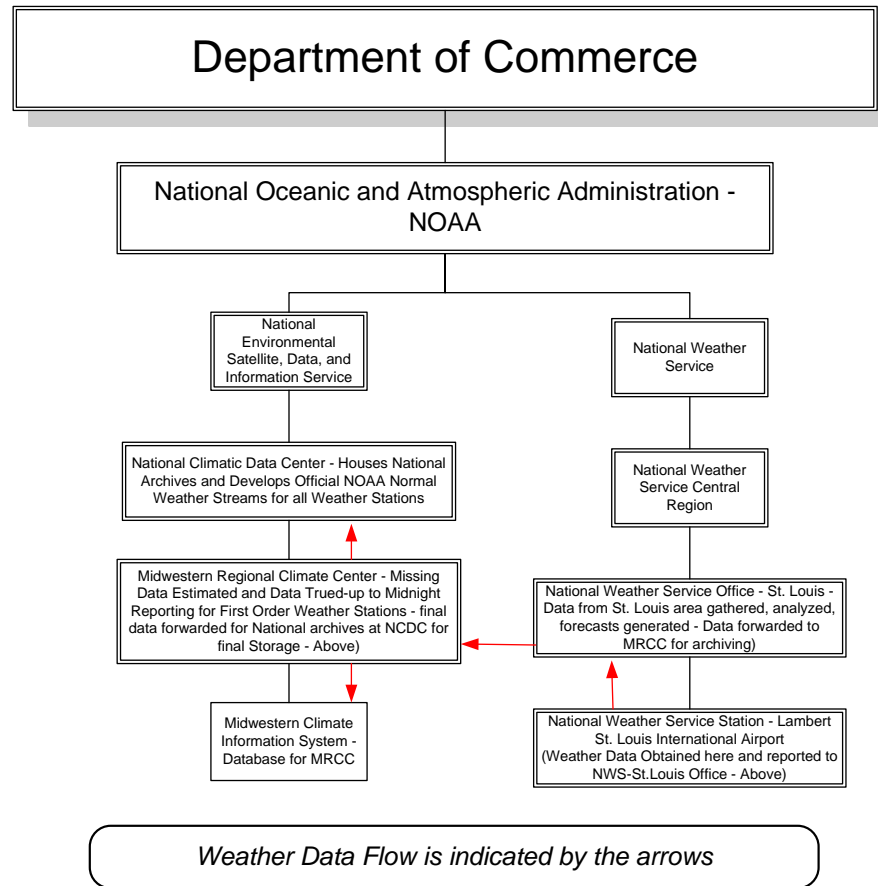 Department of Commerce
National Oceanic and Atmospheric Administration -
NOAA
National
Environmental
Satellite, Data, and
Information Service
National Weather
Service
National Climatic Data Center - Houses National
Archives and Develops Official NOAA Normal
Weather Streams for all Weather Stations
National Weather
Service Central
Region
Midwestern Regional Climate Center - Missing
Data Estimated and Data Trued-up to Midnight
Reporting for First Order Weather Stations - final
data forwarded for National archives at NCDC for
final Storage - Above)
National Weather Service Office - St. Louis -
Data from St. Louis area gathered, analyzed,
forecasts generated - Data forwarded to
MRCC for archiving)
Midwestern Climate
Information System -
Database for MRCC
National Weather Service Station - Lambert
St. Louis International Airport
(Weather Data Obtained here and reported to
NWS-St.Louis Office - Above)
Weather Data Flow is indicated by the arrows